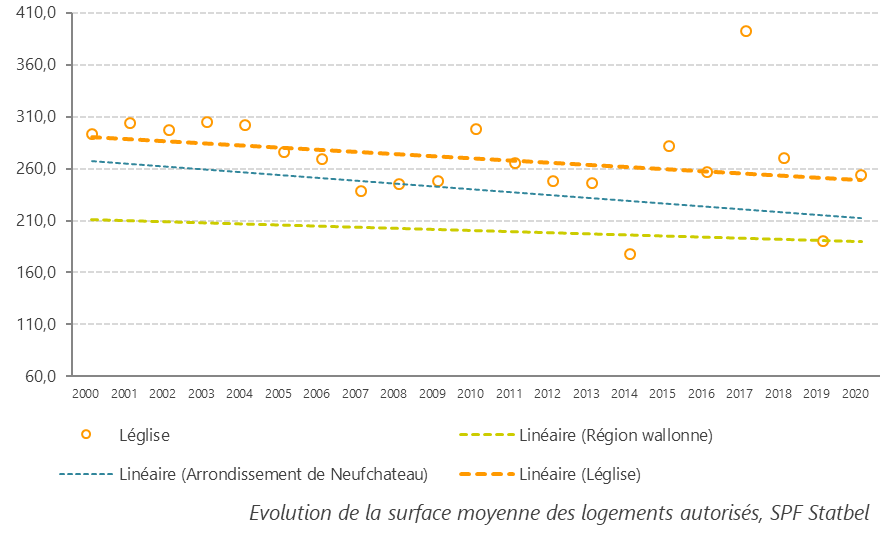 410,0
360,0
310,0
260,0
210,0
160,0
110,0
60,0
2000 2001 2002 2003 2004 2005 2006 2007 2008 2009 2010 2011 2012 2013 2014 2015 2016 2017 2018 2019 2020
Léglise Linéaire (Région wallonne)
Linéaire (Arrondissement de Neufchateau) Linéaire (Léglise)
Evolution de la surface moyenne des logements autorisés, SPF Statbel